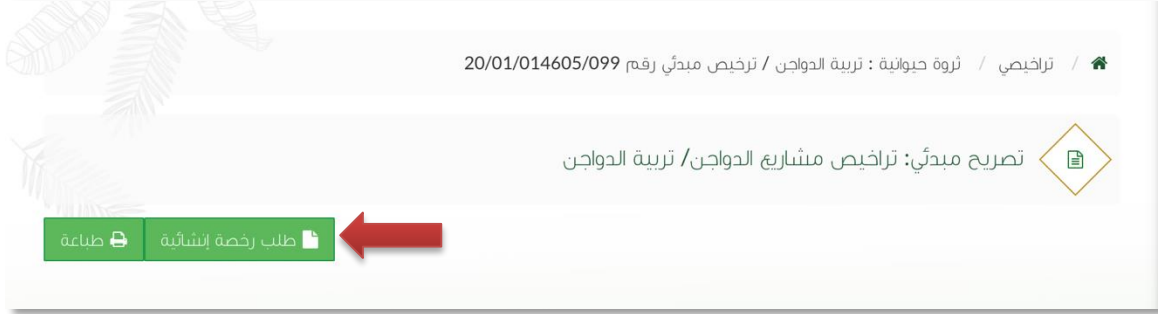 / تراخيصي / ثروة حيوانية : تربية الدواجن / ترخيص مبدئي رقم 20/01/014605/099
تصريح مبدئي: تراخيص مشاريع الدواجن/ تربية الدواجن
طلب رخصة إنشائية
طباعة